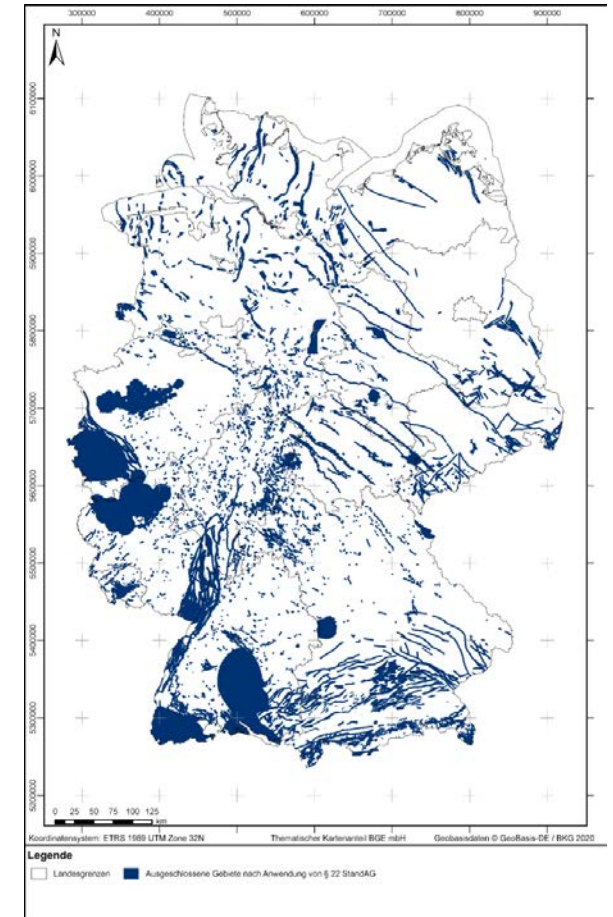 300000 400000 500000 600000 700000 800000 900000
N
6100000
6000000
5900000
5800000
5700000
5600000
5500000
5400000
5300000
5200000
0 25 50 75 100 125
km
Koordinatensystem: ETRS 1989 UTM Zone 32N Thematischer Kartenanteil BGE mbH Geobasisdaten © GeoBasis-DE / BKG 2020
Legende
Landesgrenzen Ausgeschlossene Gebiete nach Anwendung von § 22 StandAG